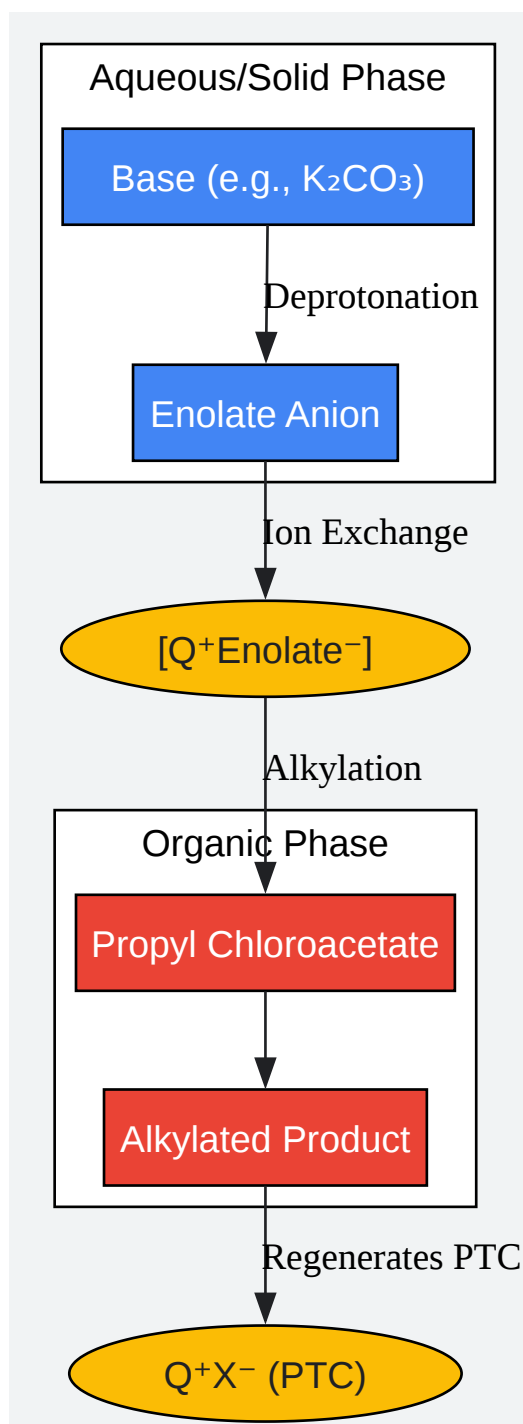 Aqueous/Solid Phase
Base (e.g., K₂CO₃)
Deprotonation
Enolate Anion
Ion Exchange
[Q⁺Enolate⁻]
Alkylation
Organic Phase
Propyl Chloroacetate
Alkylated Product
Regenerates PTC
Q⁺X⁻ (PTC)